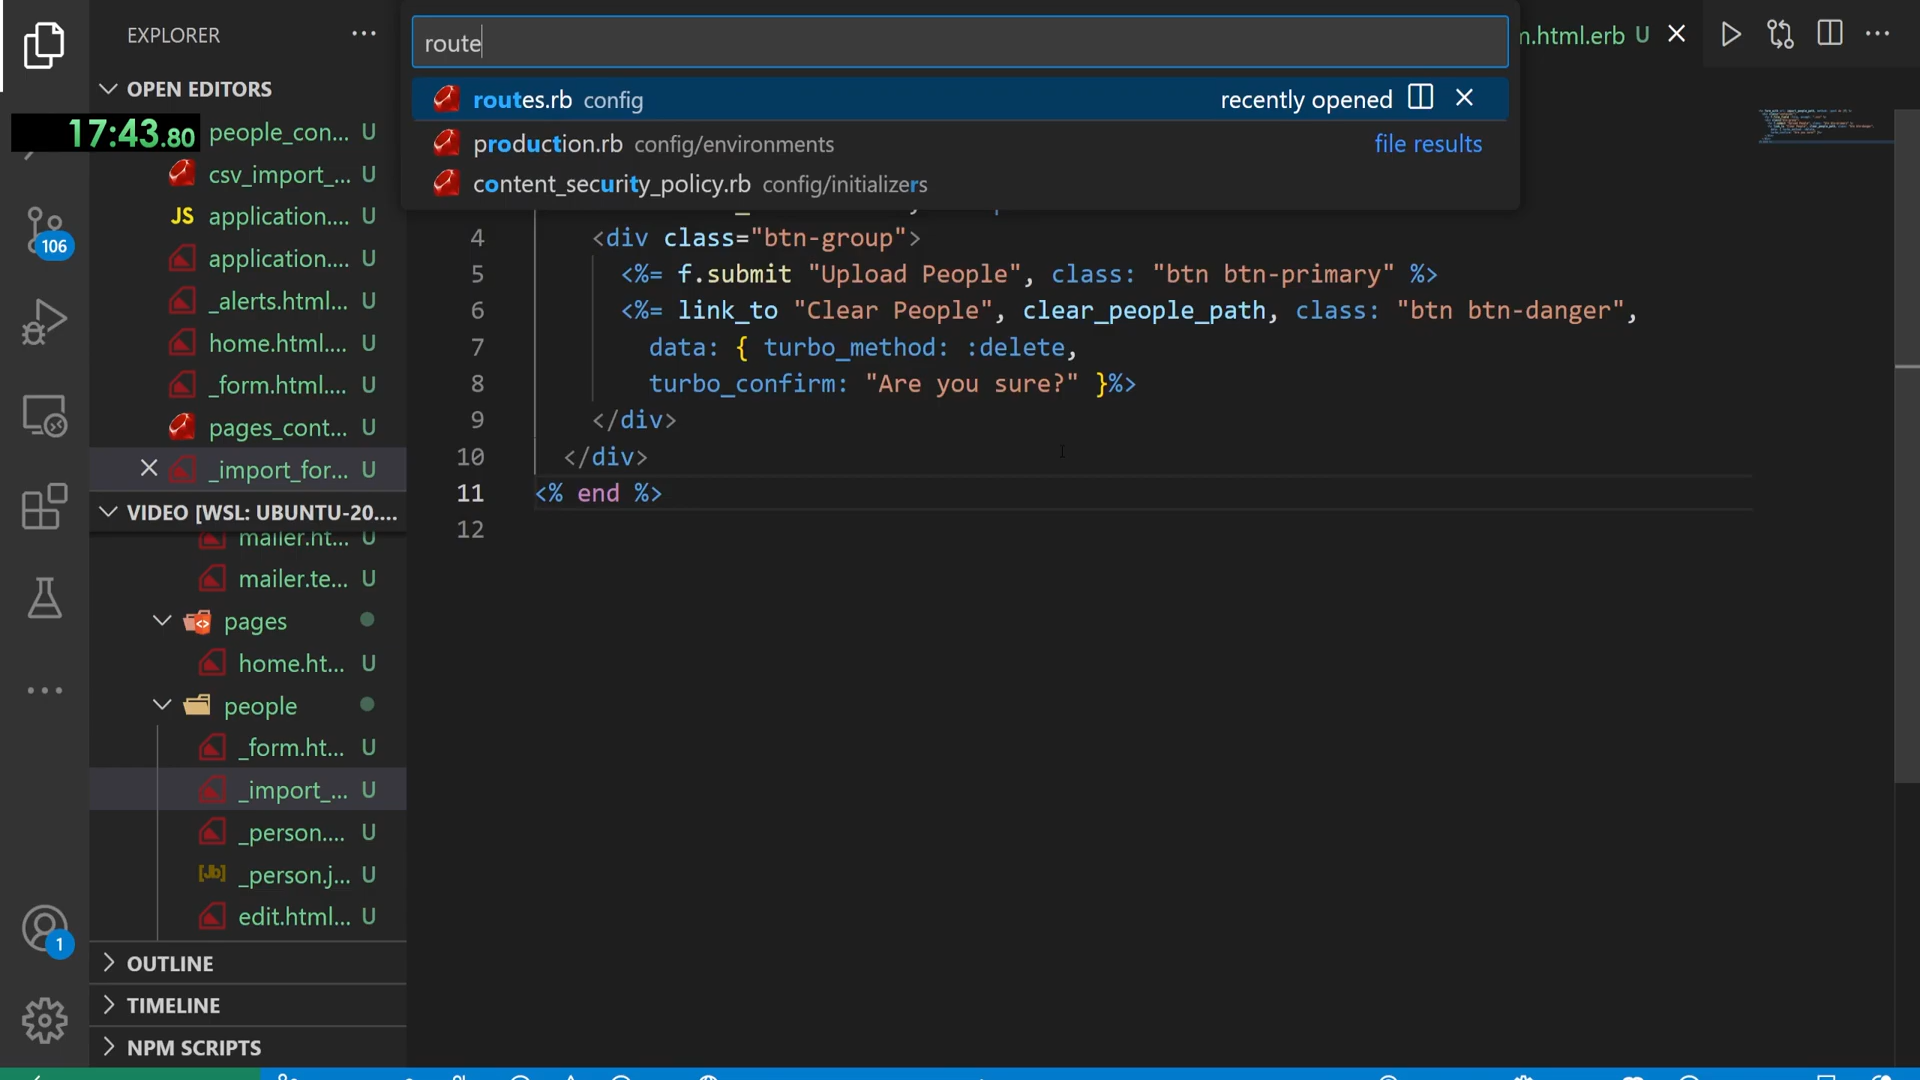 EXPLORER
route
n.html.erb U
OPEN EDITORS
routes.rb config
recently opened
17:43.80
people_con... U
production.rb config/environments
file results
csv_import_... U
content_security_policy.rb config/initializers
JS application.... U
106
4 <div class="btn-group">
application.... U
5 <%= f.submit "Upload People", class: "btn btn-primary" %>
_alerts.html... U
6 <%= link_to "Clear People", clear_people_path, class: "btn btn-danger",
home.html.... U
7 data: { turbo_method: :delete,
_form.html.... U
8 turbo_confirm: "Are you sure?" }%>
pages_cont... U
9 </div>
_import_for... U
10 </div>
11 <% end %>
12
VIDEO [WSL: UBUNTU-20....
mailer.ht... U
mailer.te... U
pages
home.ht... U
people
_form.ht... U
_import_... U
_person.... U
[Jb] _person.j... U
edit.html... U
1
OUTLINE
TIMELINE
NPM SCRIPTS